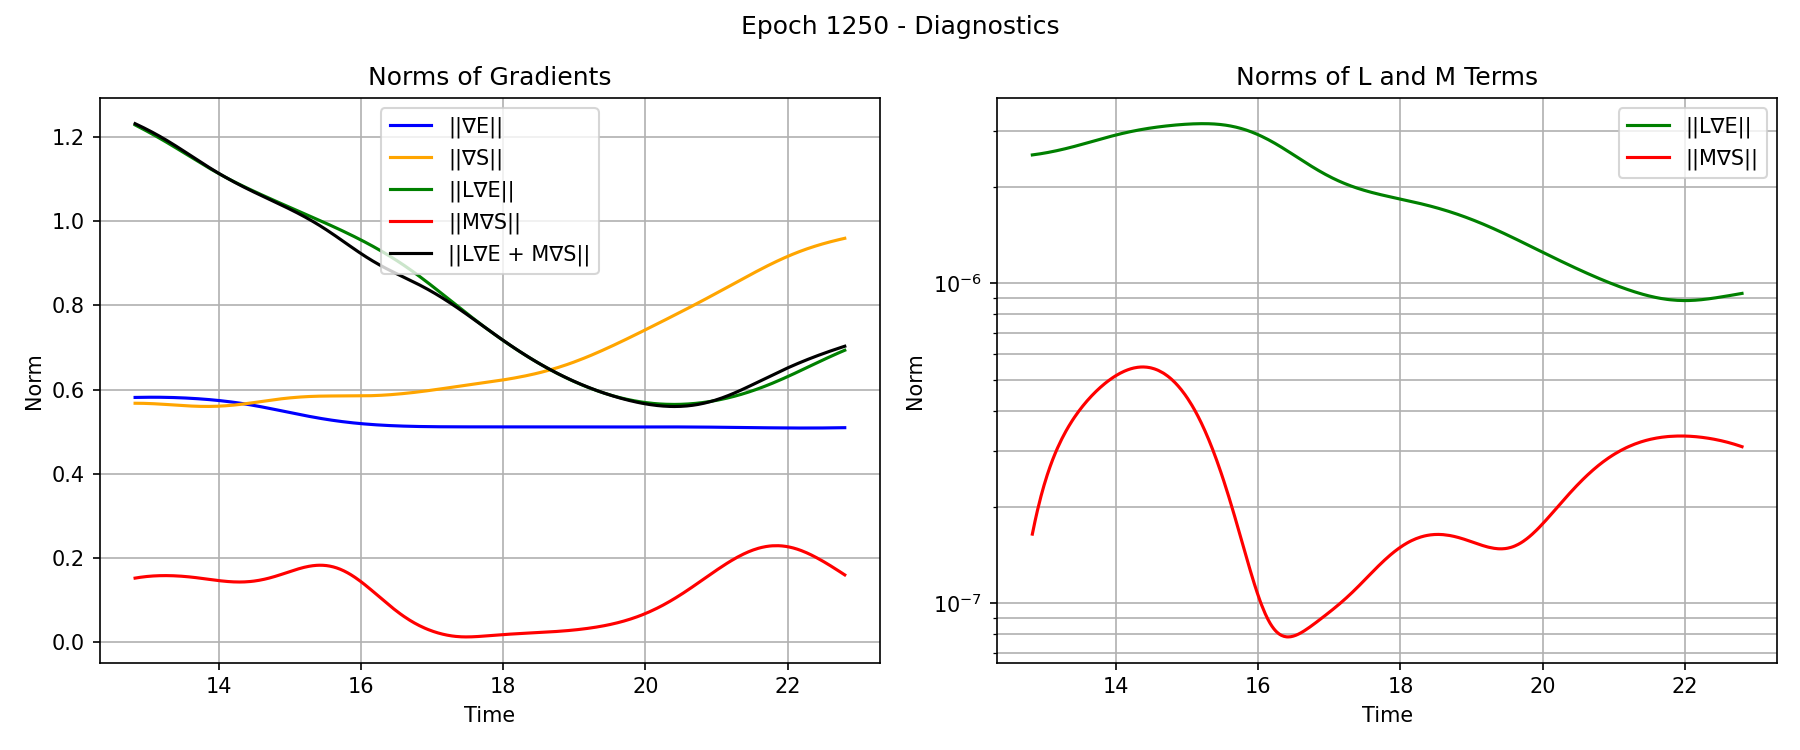 Epoch 1250 - Diagnostics
Norms of Gradients
||∇E||
||∇S||
||L∇E||
||M∇S||
||L∇E + M∇S||
1.2
1.0
0.8
0.6
0.4
0.2
0.0
Norm
14 16 18 20 22
Time
Norms of L and M Terms
||L∇E||
||M∇S||
10⁻⁶
10⁻⁷
Norm
14 16 18 20 22
Time